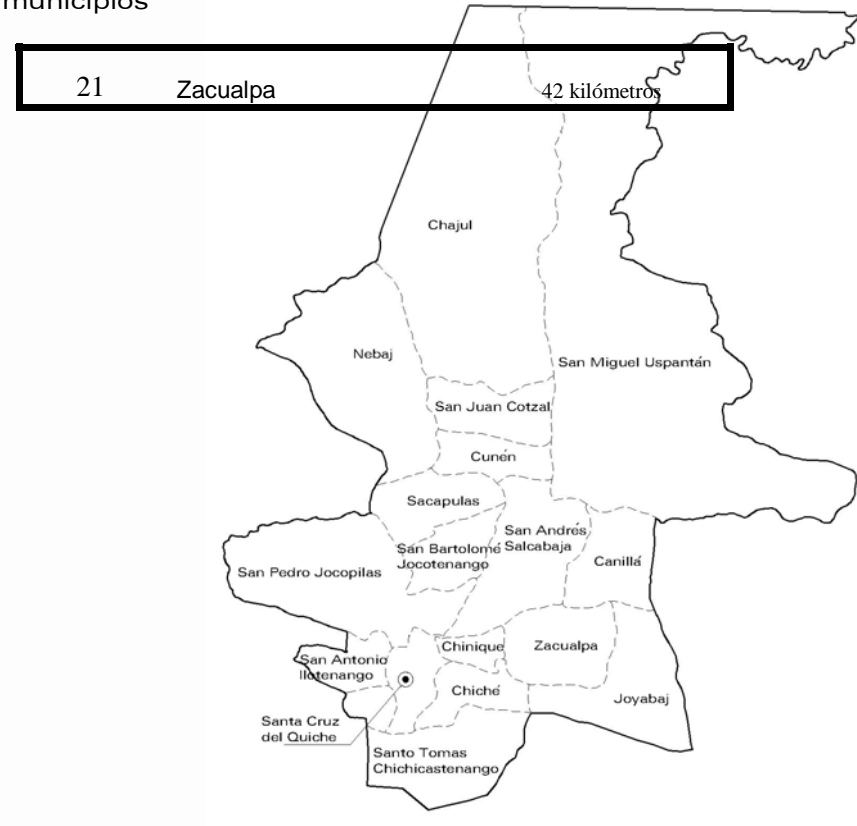 municipios
21 Zacualpa 42 kilómetros
Chajul
Nebaj
San Miguel Uspantán
San Juan Cotzal
Cunén
Sacapulas
San Andrés
Salcabaja
San Bartolomé
Jocotenango
Canillá
San Pedro Jocopilas
Chinique
Zacualpa
San Antonio
Ilotenango
Chiché
Joyabaj
Santa Cruz
del Quiche
Santo Tomas
Chichicastenango